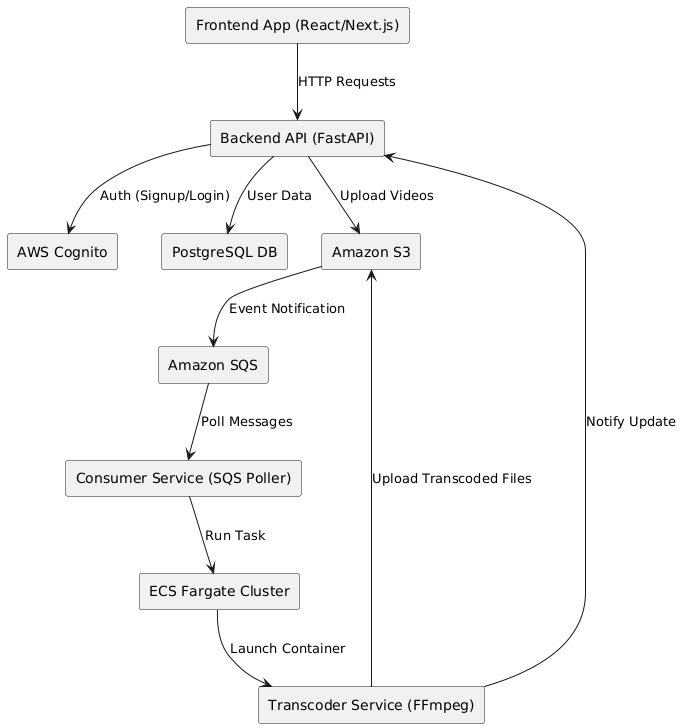 Frontend App (React/Next.js)
HTTP Requests
Backend API (FastAPI)
Auth (Signup/Login)
User Data
Upload Videos
AWS Cognito
PostgreSQL DB
Amazon S3
Event Notification
Amazon SQS
Poll Messages
Notify Update
Consumer Service (SQS Poller)
Upload Transcoded Files
Run Task
ECS Fargate Cluster
Launch Container
Transcoder Service (FFmpeg)